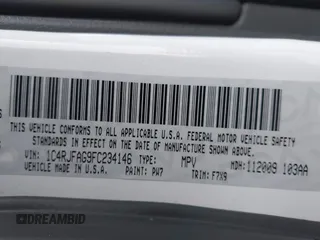 THIS VEHICLE CONFORMS TO ALL APPLICABLE U.S.A. FEDERAL MOTOR VEHICLE SAFETY
STANDARDS IN EFFECT ON THE DATE OF MANUFACTURE SHOWN ABOVE.
VIN: 1C4RJFAG9FC234146 TYPE: MPV MDH: 112009 103AA
MADE IN U.S.A. PAINT: PW7 TRIM: F7X9
DREAMBID